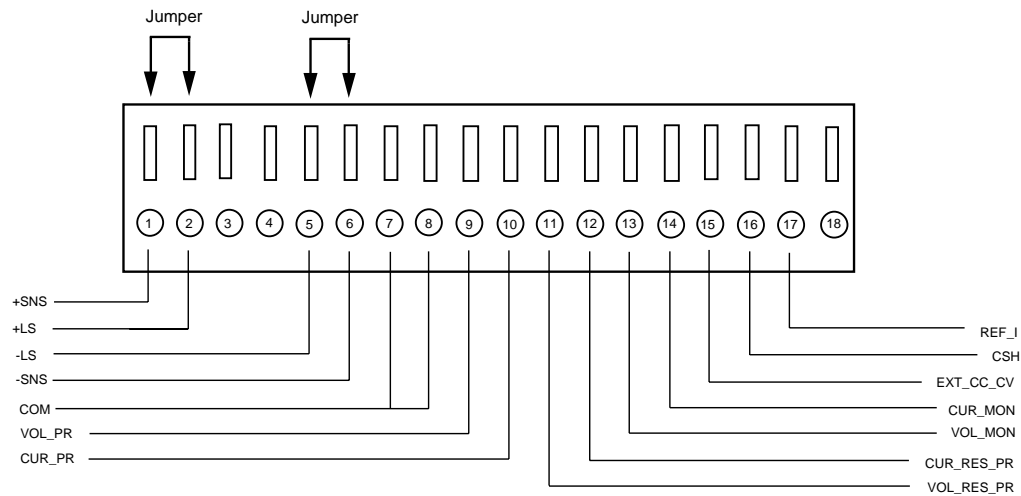 Jumper
Jumper
1 2 3 4 5 6 7 8 9 10 11 12 13 14 15 16 17 18
+SNS
+LS
-LS
-SNS
COM
VOL_PR
CUR_PR
REF_I
CSH
EXT_CC_CV
CUR_MON
VOL_MON
CUR_RES_PR
VOL_RES_PR